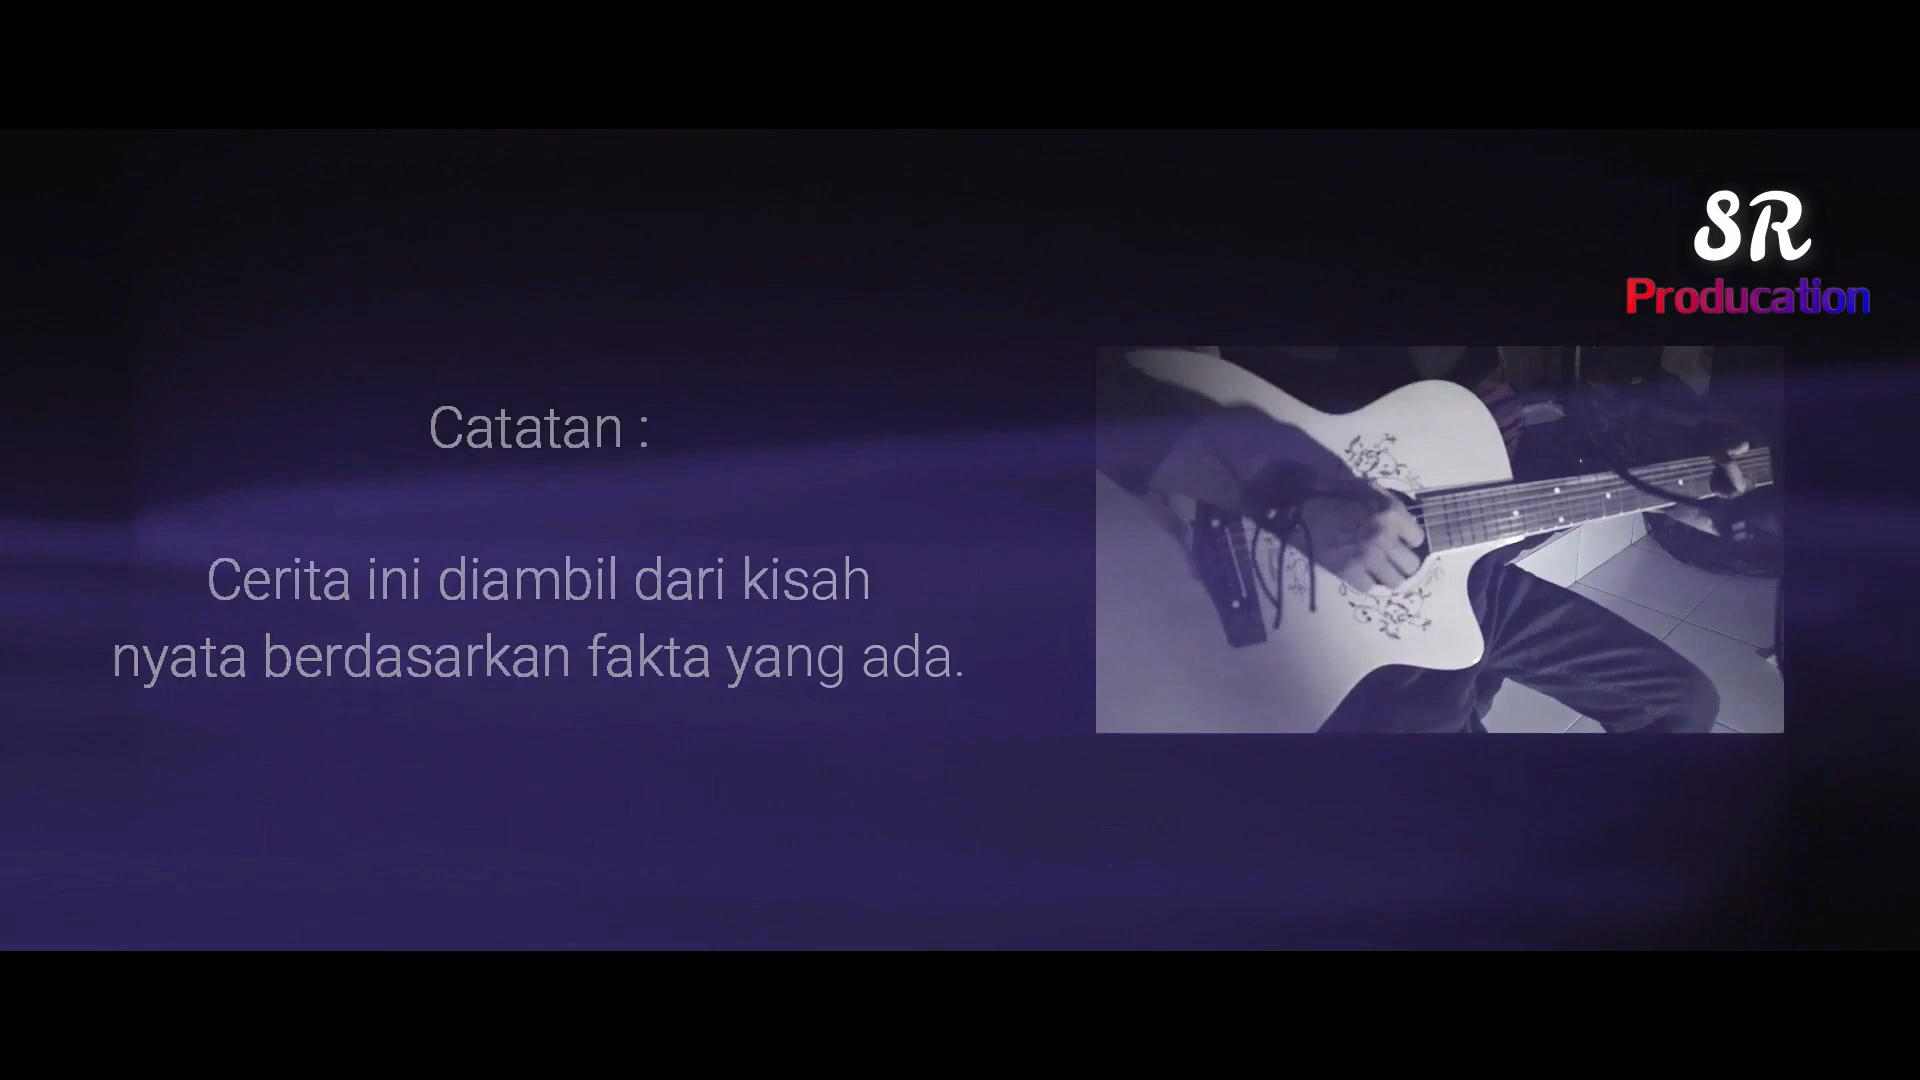 SR
Producation
Catatan :
Cerita ini diambil dari kisah
nyata berdasarkan fakta yang ada.